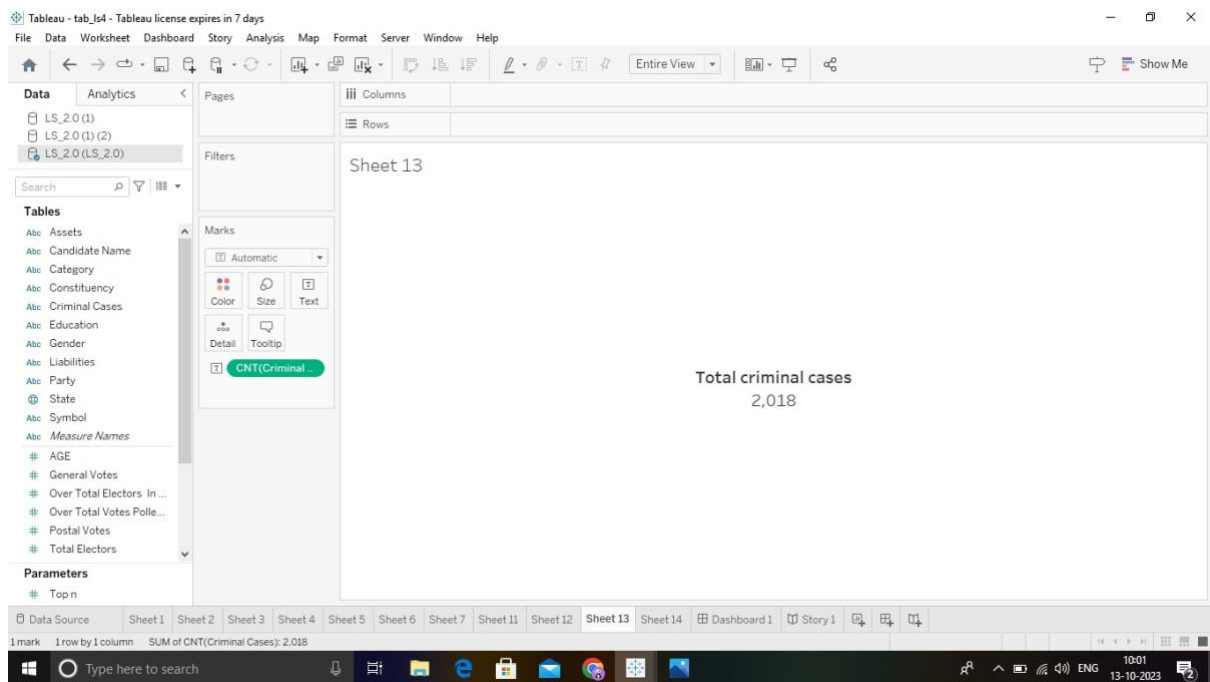 Tableau - tab_ls4 - Tableau license expires in 7 days
File Data Worksheet Dashboard Story Analysis Map Format Server Window Help
Entire View
Show Me
Data Analytics
LS_2.0 (1)
LS_2.0 (1) (2)
LS_2.0 (LS_2.0)
Search
Tables
Abc Assets
Abc Candidate Name
Abc Category
Abc Constituency
Abc Criminal Cases
Abc Education
Abc Gender
Abc Liabilities
Abc Party
State
Abc Symbol
Abc Measure Names
# AGE
# General Votes
# Over Total Electors In ...
# Over Total Votes Polle...
# Postal Votes
# Total Electors
Parameters
# Top n
Pages
Filters
Marks
Automatic
Color Size Text
Detail Tooltip
CNT(Criminal ..
Columns
Rows
Sheet 13
Total criminal cases
2,018
Data Source Sheet 1 Sheet 2 Sheet 3 Sheet 4 Sheet 5 Sheet 6 Sheet 7 Sheet 11 Sheet 12 Sheet 13 Sheet 14 Dashboard 1 Story 1
1 mark 1 row by 1 column SUM of CNT(Criminal Cases): 2,018
Type here to search
ENG
10:01
13-10-2023
2